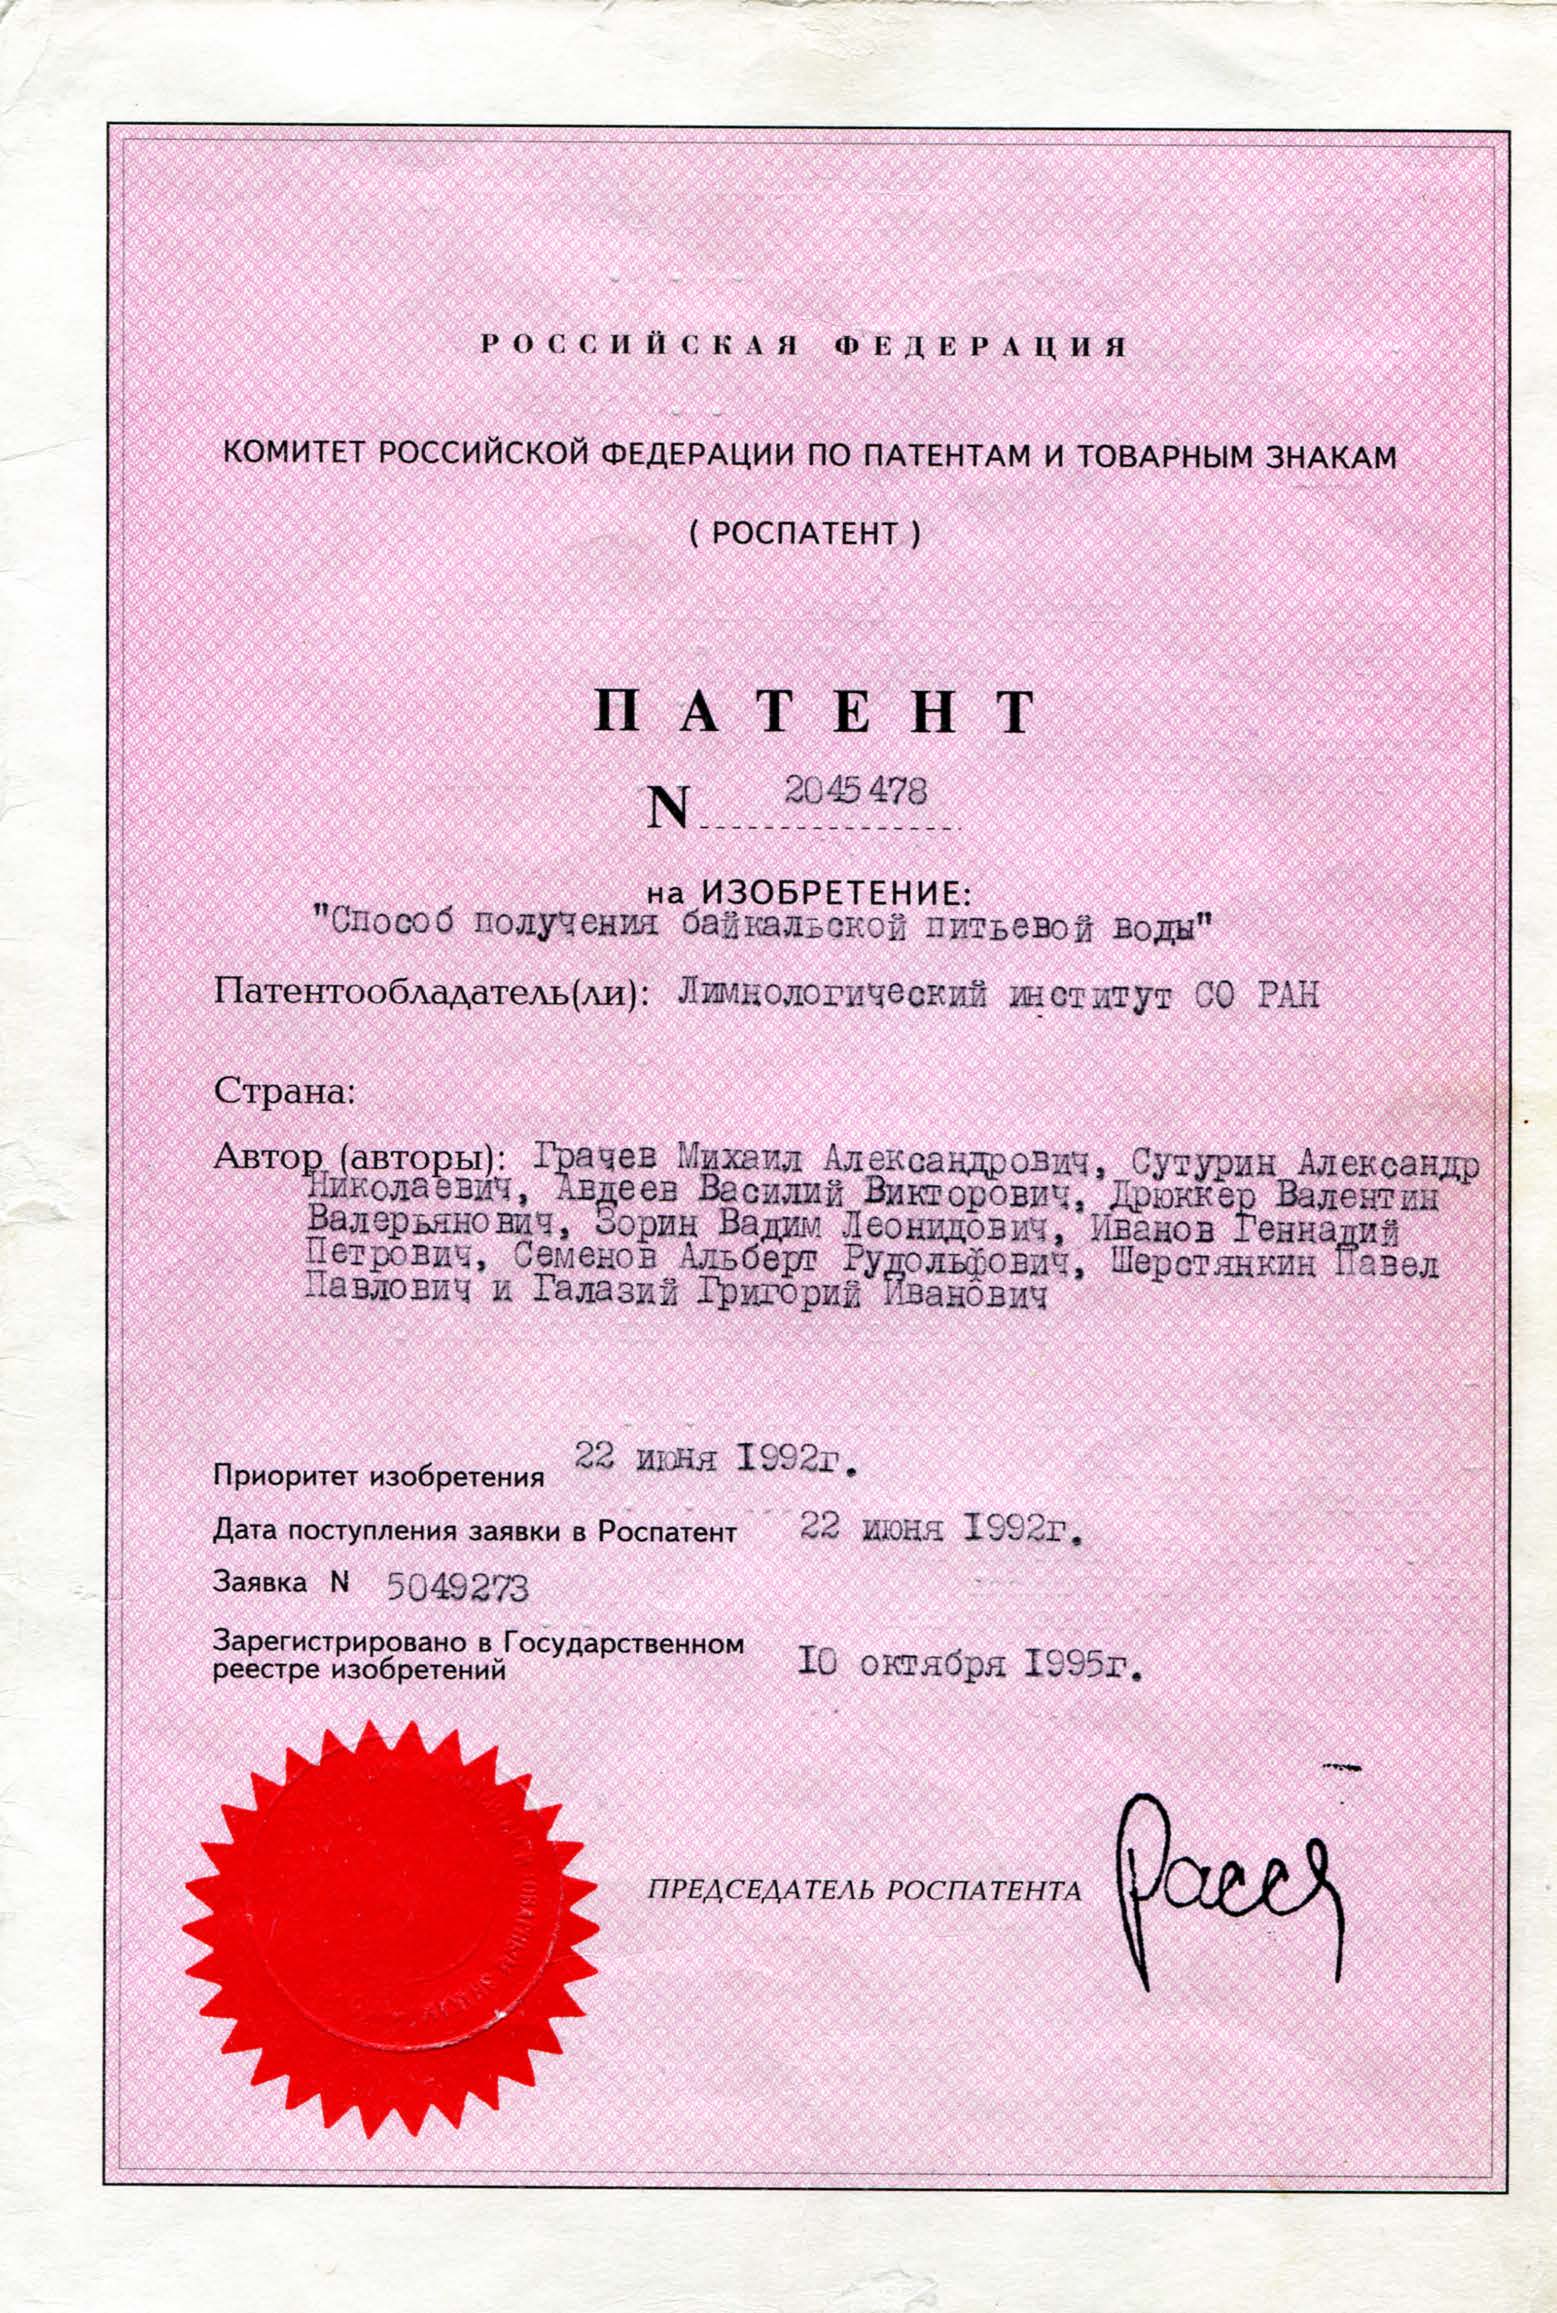 РОССИЙСКАЯ ФЕДЕРАЦИЯ
КОМИТЕТ РОССИЙСКОЙ ФЕДЕРАЦИИ ПО ПАТЕНТАМ И ТОВАРНЫМ ЗНАКАМ
( РОСПАТЕНТ )
ПАТЕНТ
N 2045478
на ИЗОБРЕТЕНИЕ:
"Способ получения байкальской питьевой воды"
Патентообладатель(ли): Лимнологический институт СО РАН
Страна:
Автор (авторы): Грачев Михаил Александрович, Сутурин Александр
Николаевич, Авдеев Василий Викторович, Дрюккер Валентин
Валерьянович, Зорин Вадим Леонидович, Иванов Геннадий
Петрович, Семенов Альберт Рудольфович, Шерстянкин Павел
Павлович и Галазий Григорий Иванович
Приоритет изобретения 22 июня 1992г.
Дата поступления заявки в Роспатент 22 июня 1992г.
Заявка N 5049273
Зарегистрировано в Государственном
реестре изобретений 10 октября 1995г.
ПРЕДСЕДАТЕЛЬ РОСПАТЕНТА